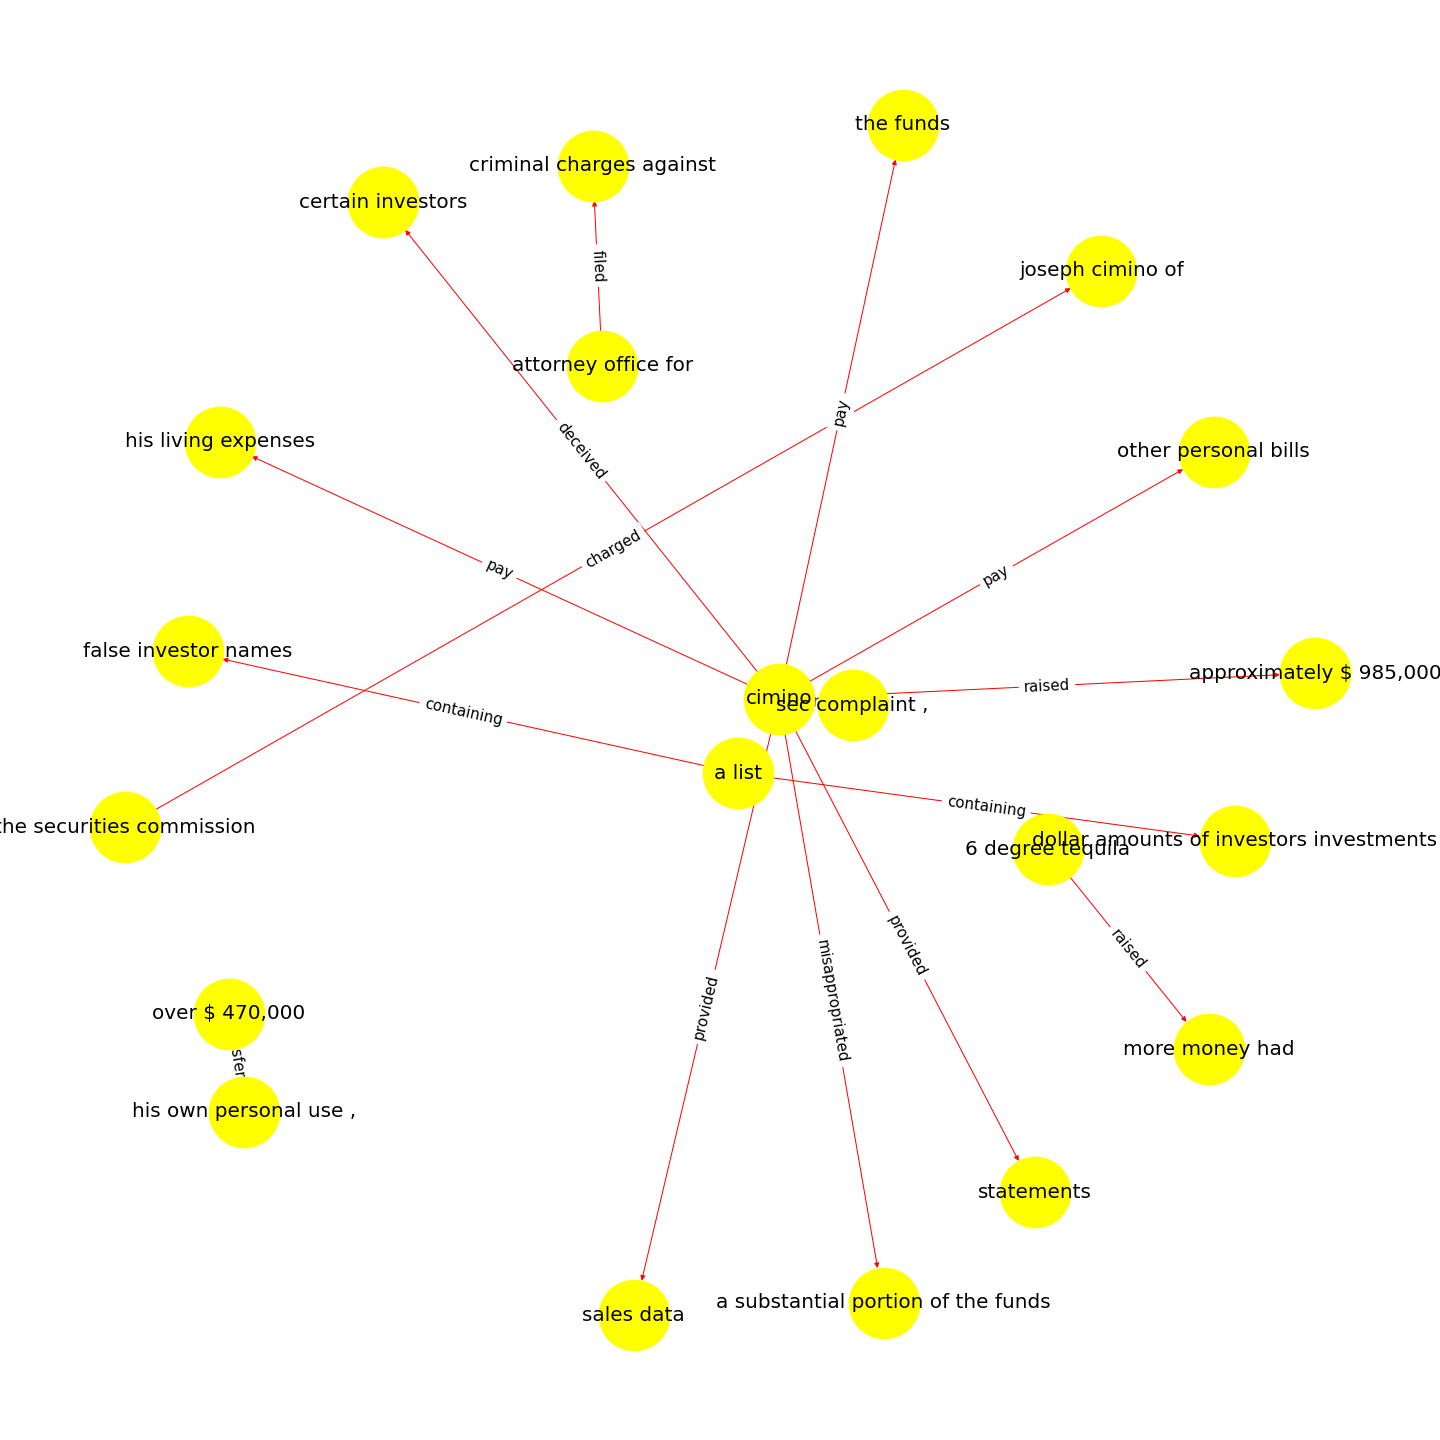 the funds
criminal charges against
certain investors
joseph cimino of
filed
attorney office for
pay
his living expenses
deceived
other personal bills
charged
pay
pay
false investor names
approximately $ 985,000
raised
cimino
sec complaint ,
containing
a list
containing
the securities commission
dollar amounts of investors investments
6 degree tequila
provided
raised
misappropriated
provided
over $ 470,000
more money had
sfer
his own personal use ,
statements
a substantial portion of the funds
sales data